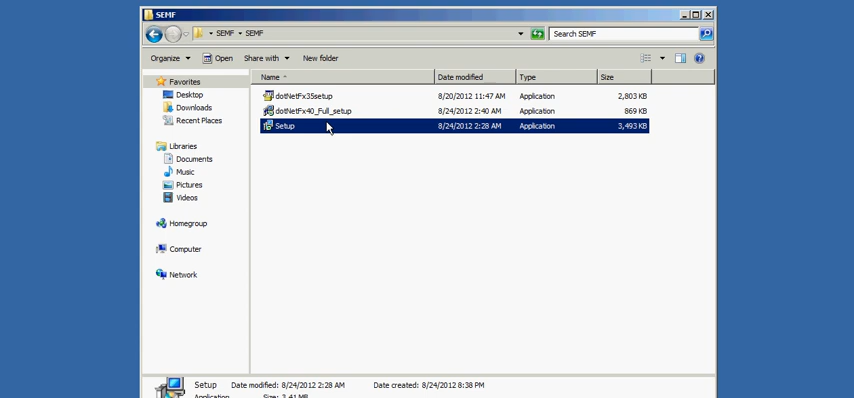 SEMF
SEMF SEMF
Search SEMF
Organize Open Share with New folder
Name Date modified Type Size
Favorites
Desktop
Downloads
Recent Places
Libraries
Documents
Music
Pictures
Videos
Homegroup
Computer
Network
dotNetFx35setup 8/20/2012 11:47 AM Application 2,803 KB
dotNetFx40_Full_setup 8/24/2012 2:40 AM Application 869 KB
Setup 8/24/2012 2:28 AM Application 3,493 KB
Setup Date modified: 8/24/2012 2:28 AM Date created: 8/24/2012 8:38 PM
Application Size: 3.41 MB